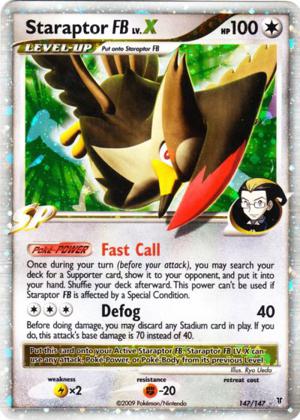 Staraptor FB LV.X HP 100
LEVEL-UP Put onto Staraptor FB
SP
Poké-POWER Fast Call
Once during your turn (before your attack), you may search your
deck for a Supporter card, show it to your opponent, and put it into
your hand. Shuffle your deck afterward. This power can't be used if
Staraptor FB is affected by a Special Condition.
Defog 40
Before doing damage, you may discard any Stadium card in play. If you
do, this attack's base damage is 70 instead of 40.
Put this card onto your Active Staraptor FB. Staraptor FB LV. X can
use any attack, Poké-Power, or Poké-Body from its previous Level.
weakness resistance retreat cost
×2 -20
Illus. Ryo Ueda
©2009 Pokémon/Nintendo 147/147